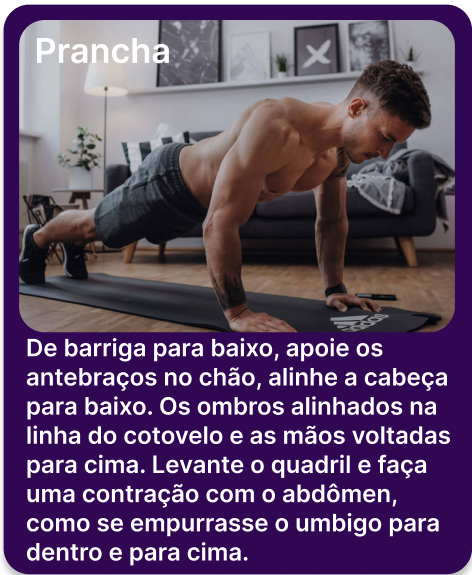 Prancha
adidas
De barriga para baixo, apoie os
antebraços no chão, alinhe a cabeça
para baixo. Os ombros alinhados na
linha do cotovelo e as mãos voltadas
para cima. Levante o quadril e faça
uma contração com o abdômen,
como se empurrasse o umbigo para
dentro e para cima.